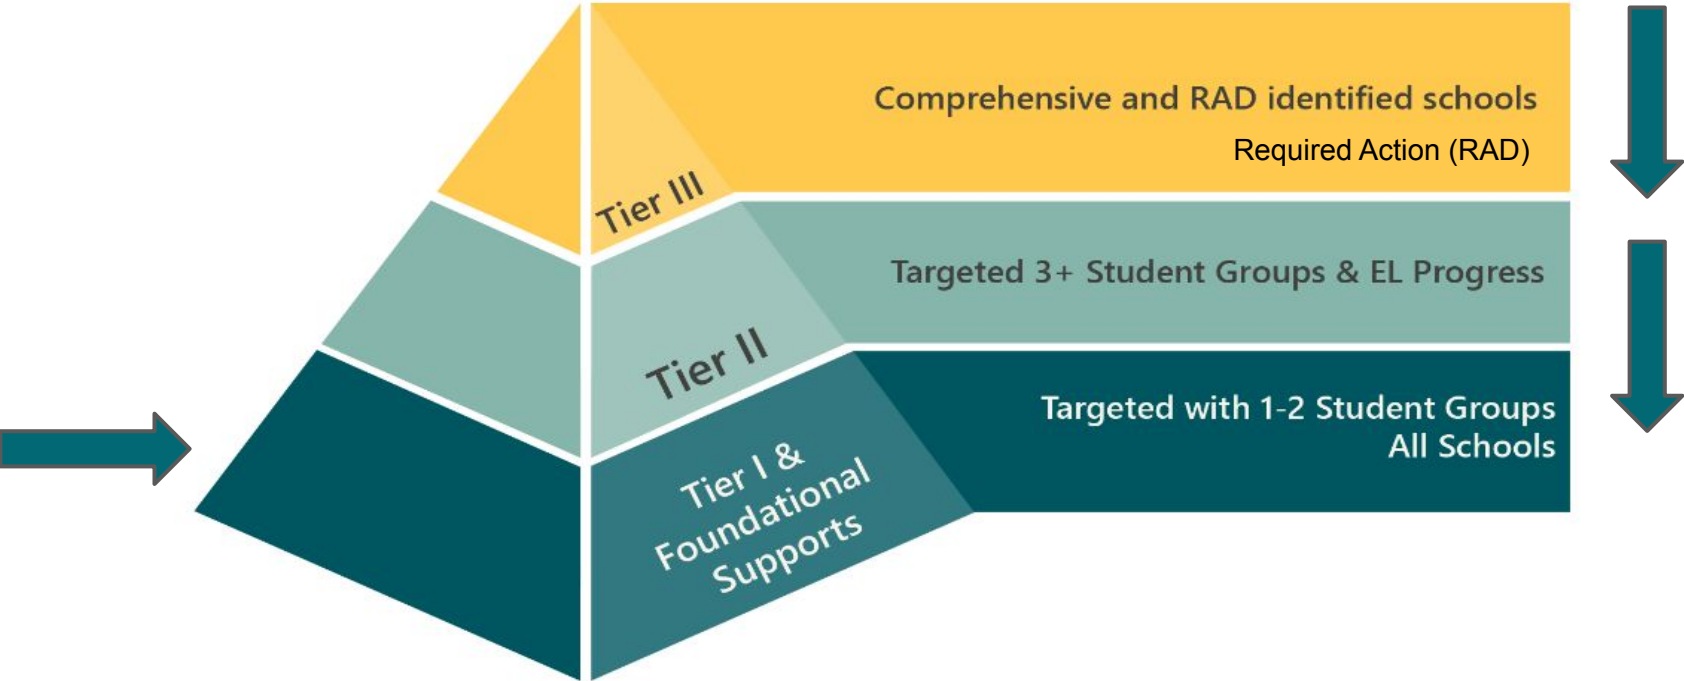 Comprehensive and RAD identified schools
Required Action (RAD)
Tier III
Targeted 3+ Student Groups & EL Progress
Tier II
Targeted with 1-2 Student Groups
All Schools
Tier I &
Foundational
Supports